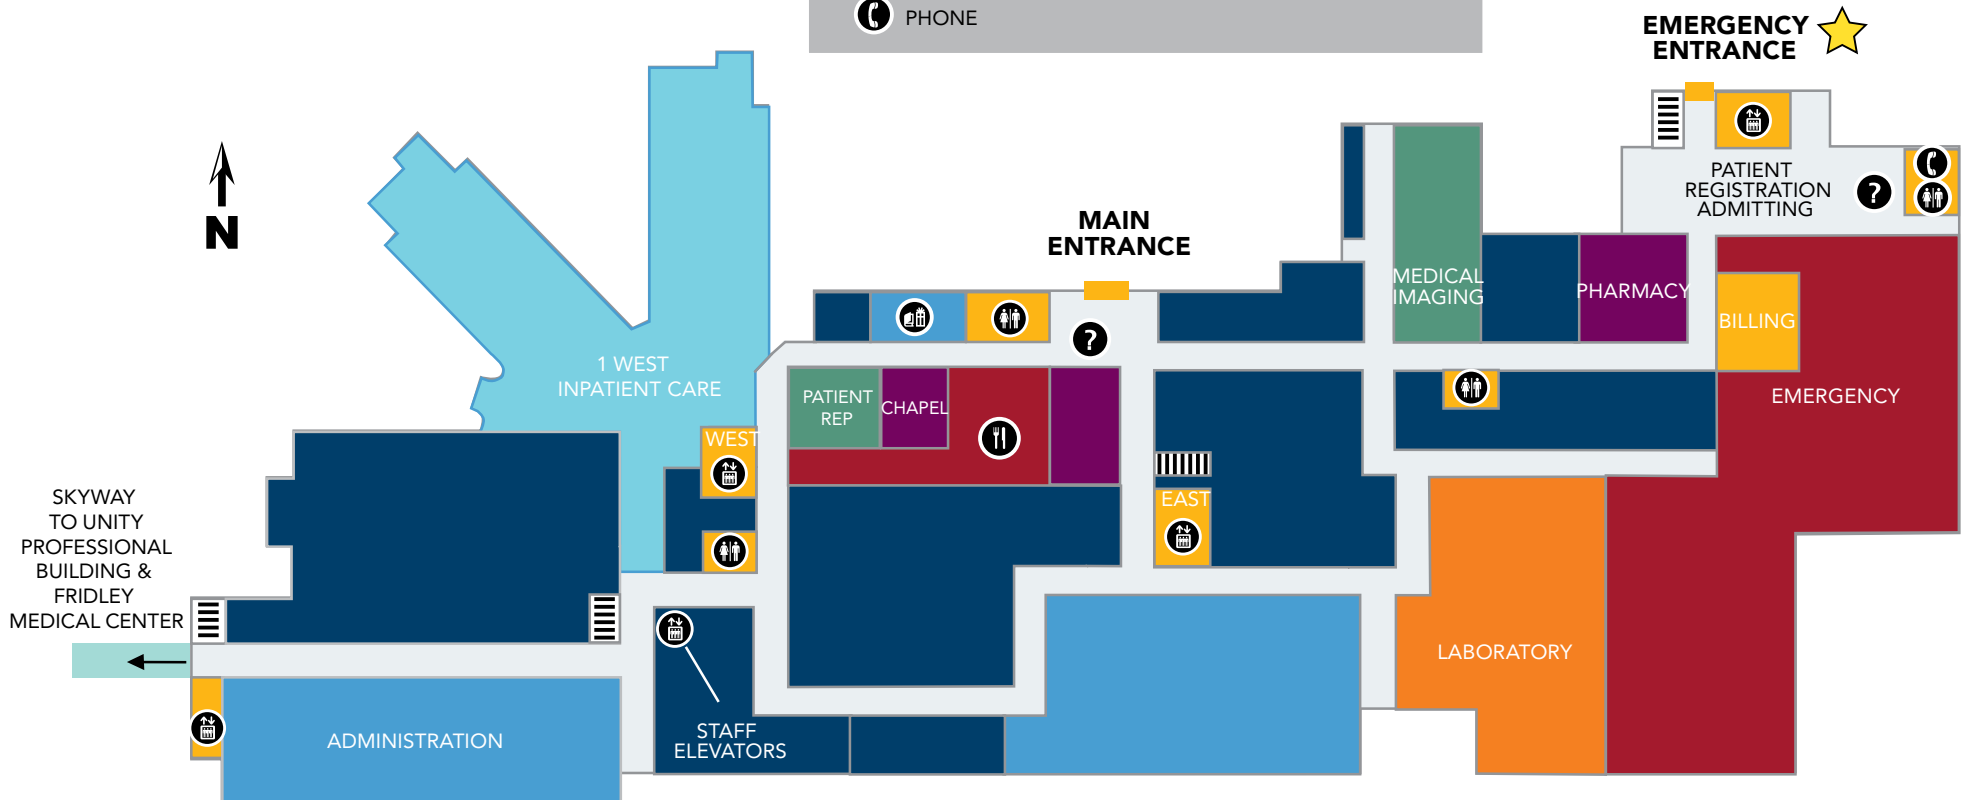 PHONE
EMERGENCY
ENTRANCE
PATIENT
REGISTRATION
ADMITTING
?
N
MAIN
ENTRANCE
MEDICAL
IMAGING
PHARMACY
BILLING
?
1 WEST
INPATIENT CARE
PATIENT
REP
CHAPEL
EMERGENCY
WEST
EAST
SKYWAY
TO UNITY
PROFESSIONAL
BUILDING &
FRIDLEY
MEDICAL CENTER
LABORATORY
STAFF
ELEVATORS
ADMINISTRATION